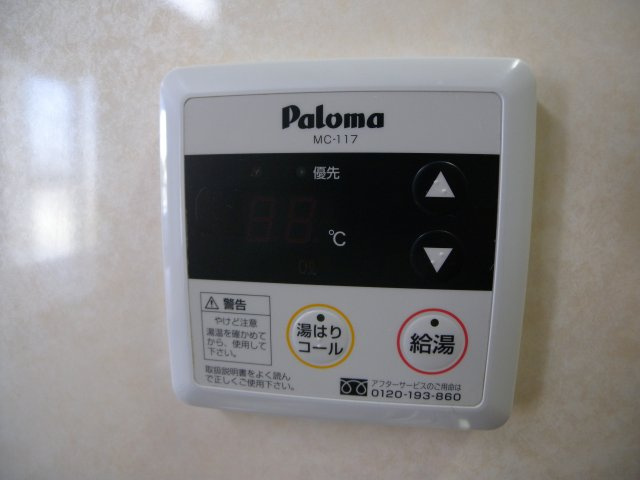 Paloma
MC-117
優先
88
℃
▲
▼
警告
やけど注意
湯温を確かめて
から、使用して
下さい。
取扱説明書をよく読ん
で正しくご使用下さい。
湯はり
コール
給湯
アフターサービスのご用命は
0120-193-860